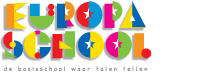 EUROPA
SCHOOL
de basisschool waar talen tellen